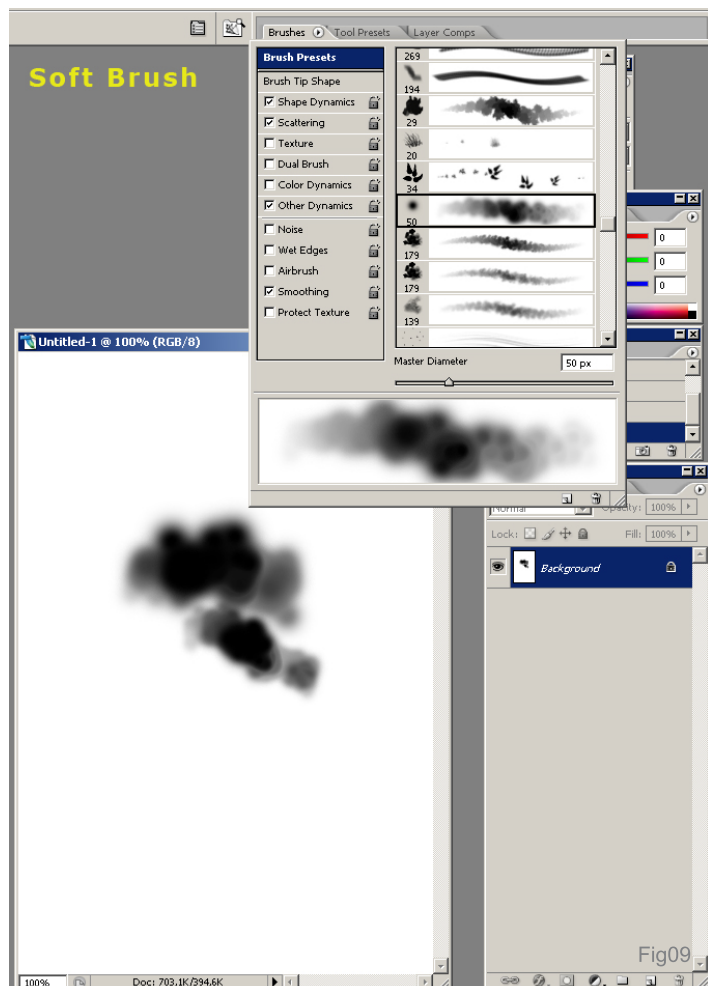 Brushes
Tool Presets
Layer Comps
Soft Brush
Brush Presets
Brush Tip Shape
Shape Dynamics
Scattering
Texture
Dual Brush
Color Dynamics
Other Dynamics
Noise
Wet Edges
Airbrush
Smoothing
Protect Texture
269
194
29
20
34
50
179
179
139
0
0
0
Master Diameter
50 px
Untitled-1 @ 100% (RGB/8)
Normal
Opacity: 100%
Lock:
Fill: 100%
Background
Fig09
100%
Doc: 703,1K/394,6K